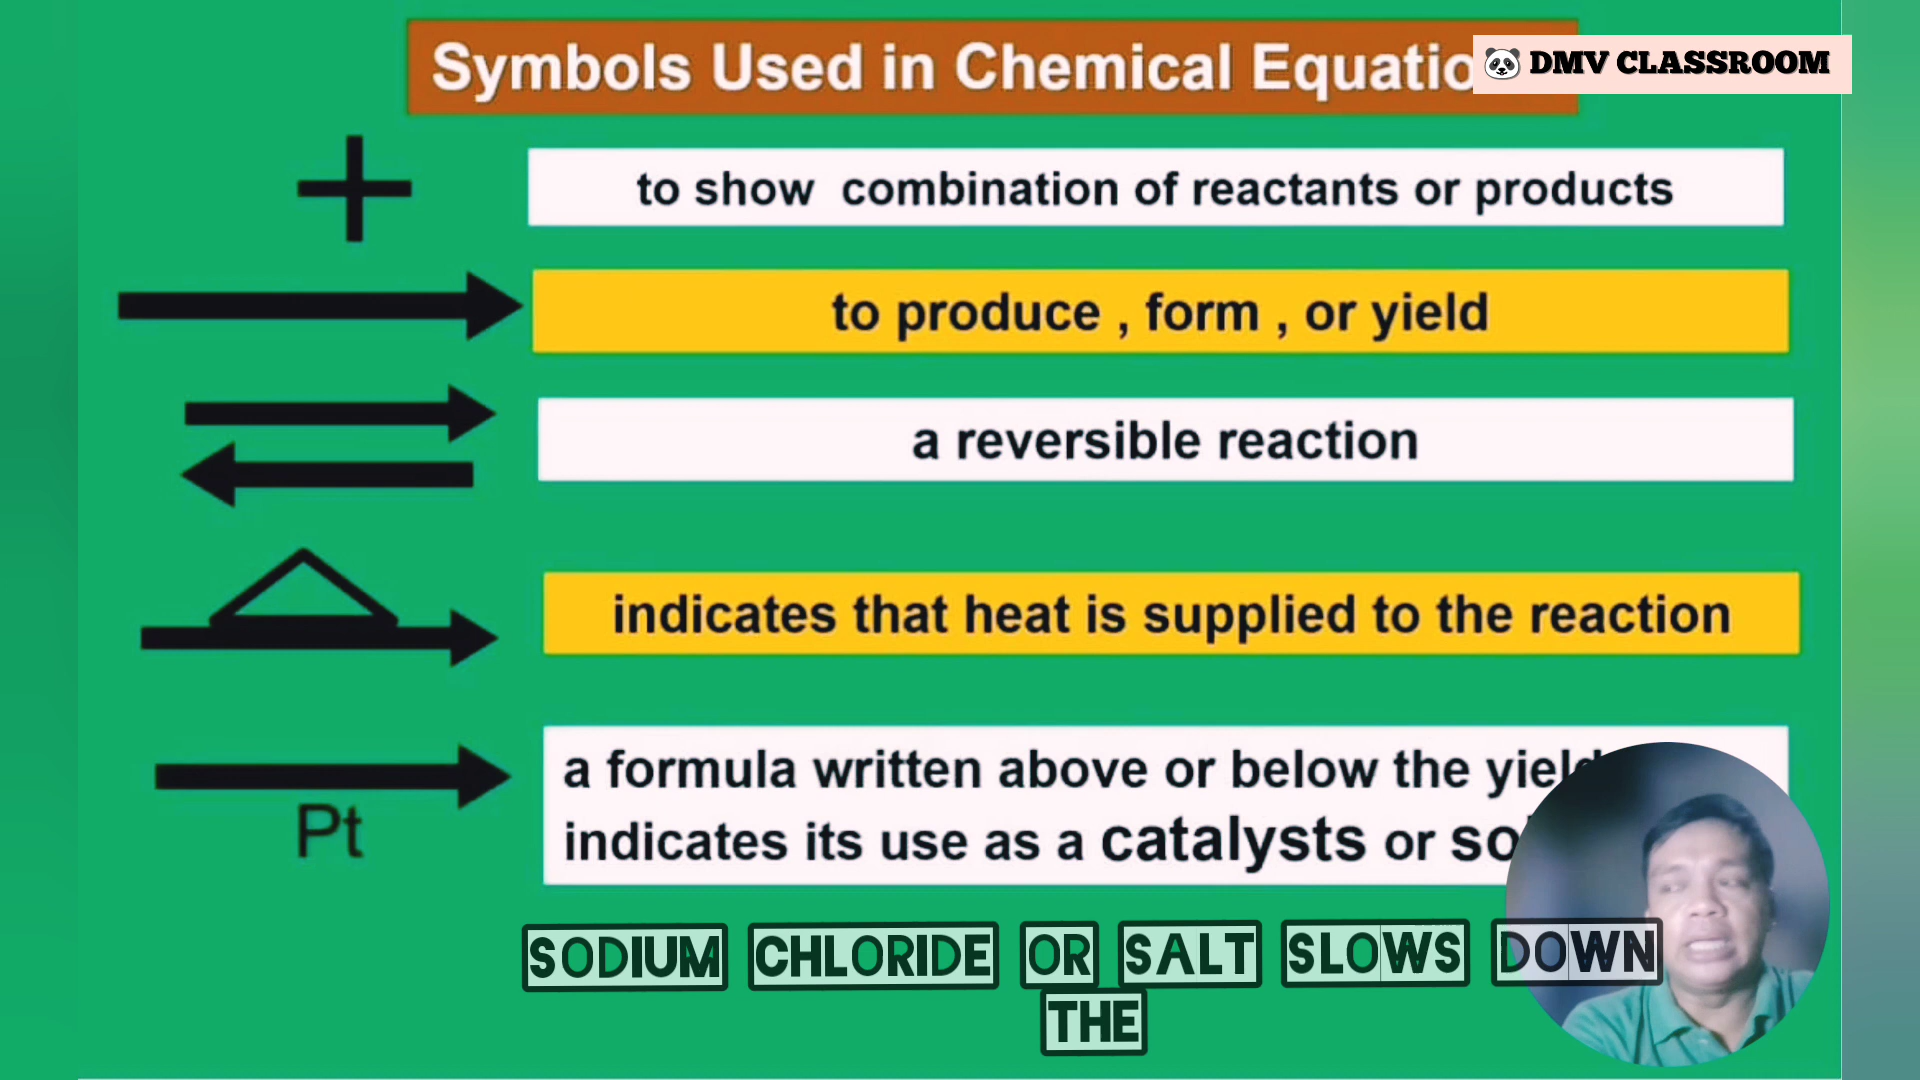 Symbols Used in Chemical Equatio
DMV CLASSROOM
+
to show combination of reactants or products
to produce , form , or yield
a reversible reaction
indicates that heat is supplied to the reaction
Pt
a formula written above or below the yield
indicates its use as a catalysts or so
SODIUM CHLORIDE OR SALT SLOWS DOWN
THE